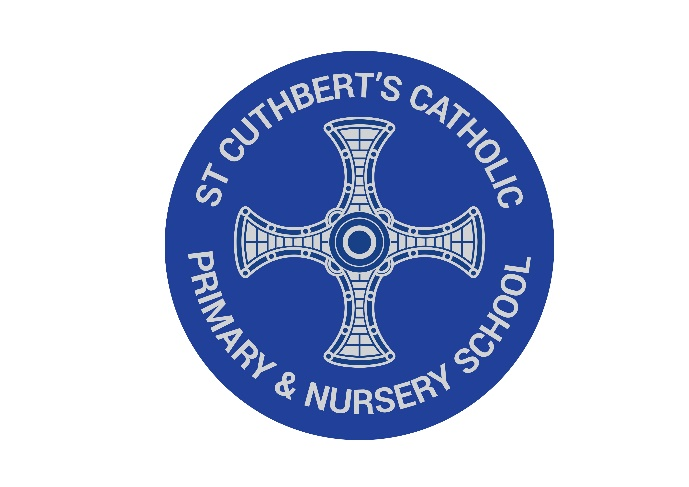 ST CUTHBERT'S CATHOLIC
PRIMARY & NURSERY SCHOOL